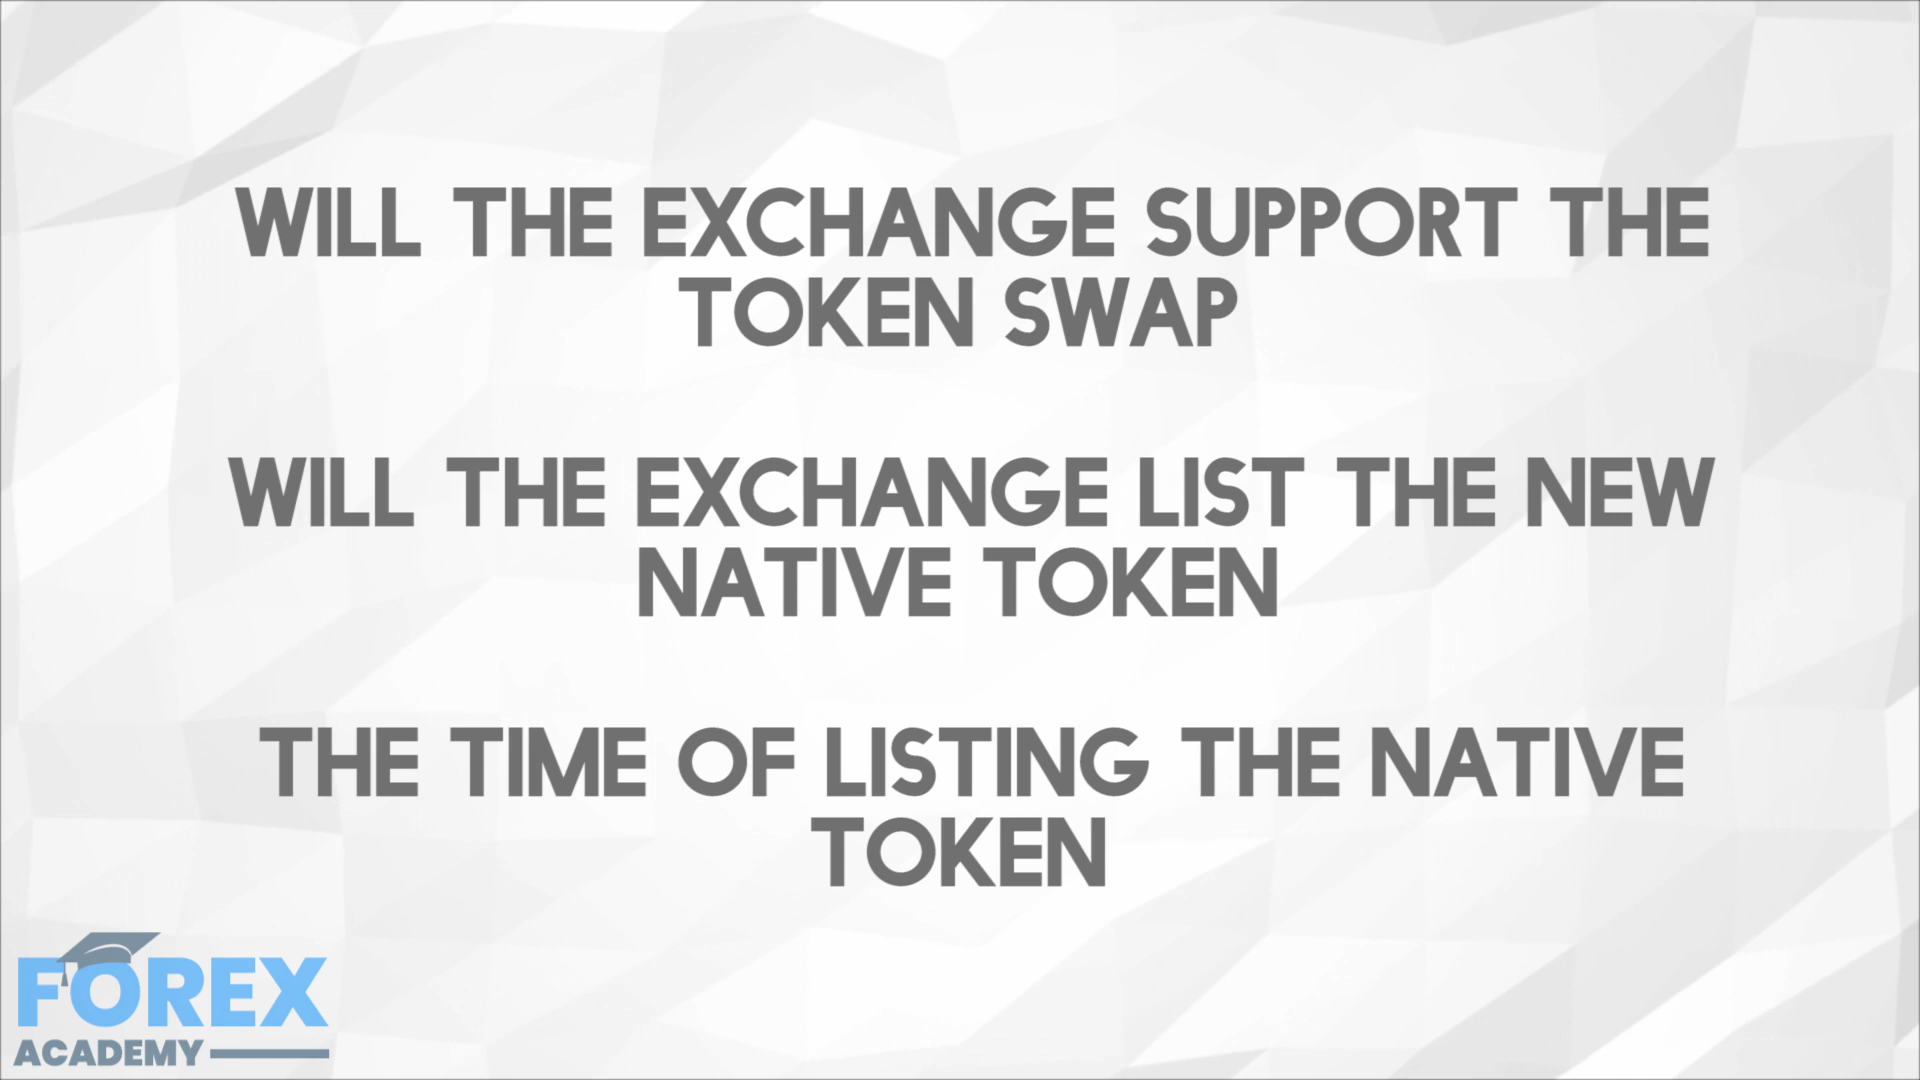 WILL THE EXCHANGE SUPPORT THE
TOKEN SWAP
WILL THE EXCHANGE LIST THE NEW
NATIVE TOKEN
THE TIME OF LISTING THE NATIVE
TOKEN
FOREX
ACADEMY